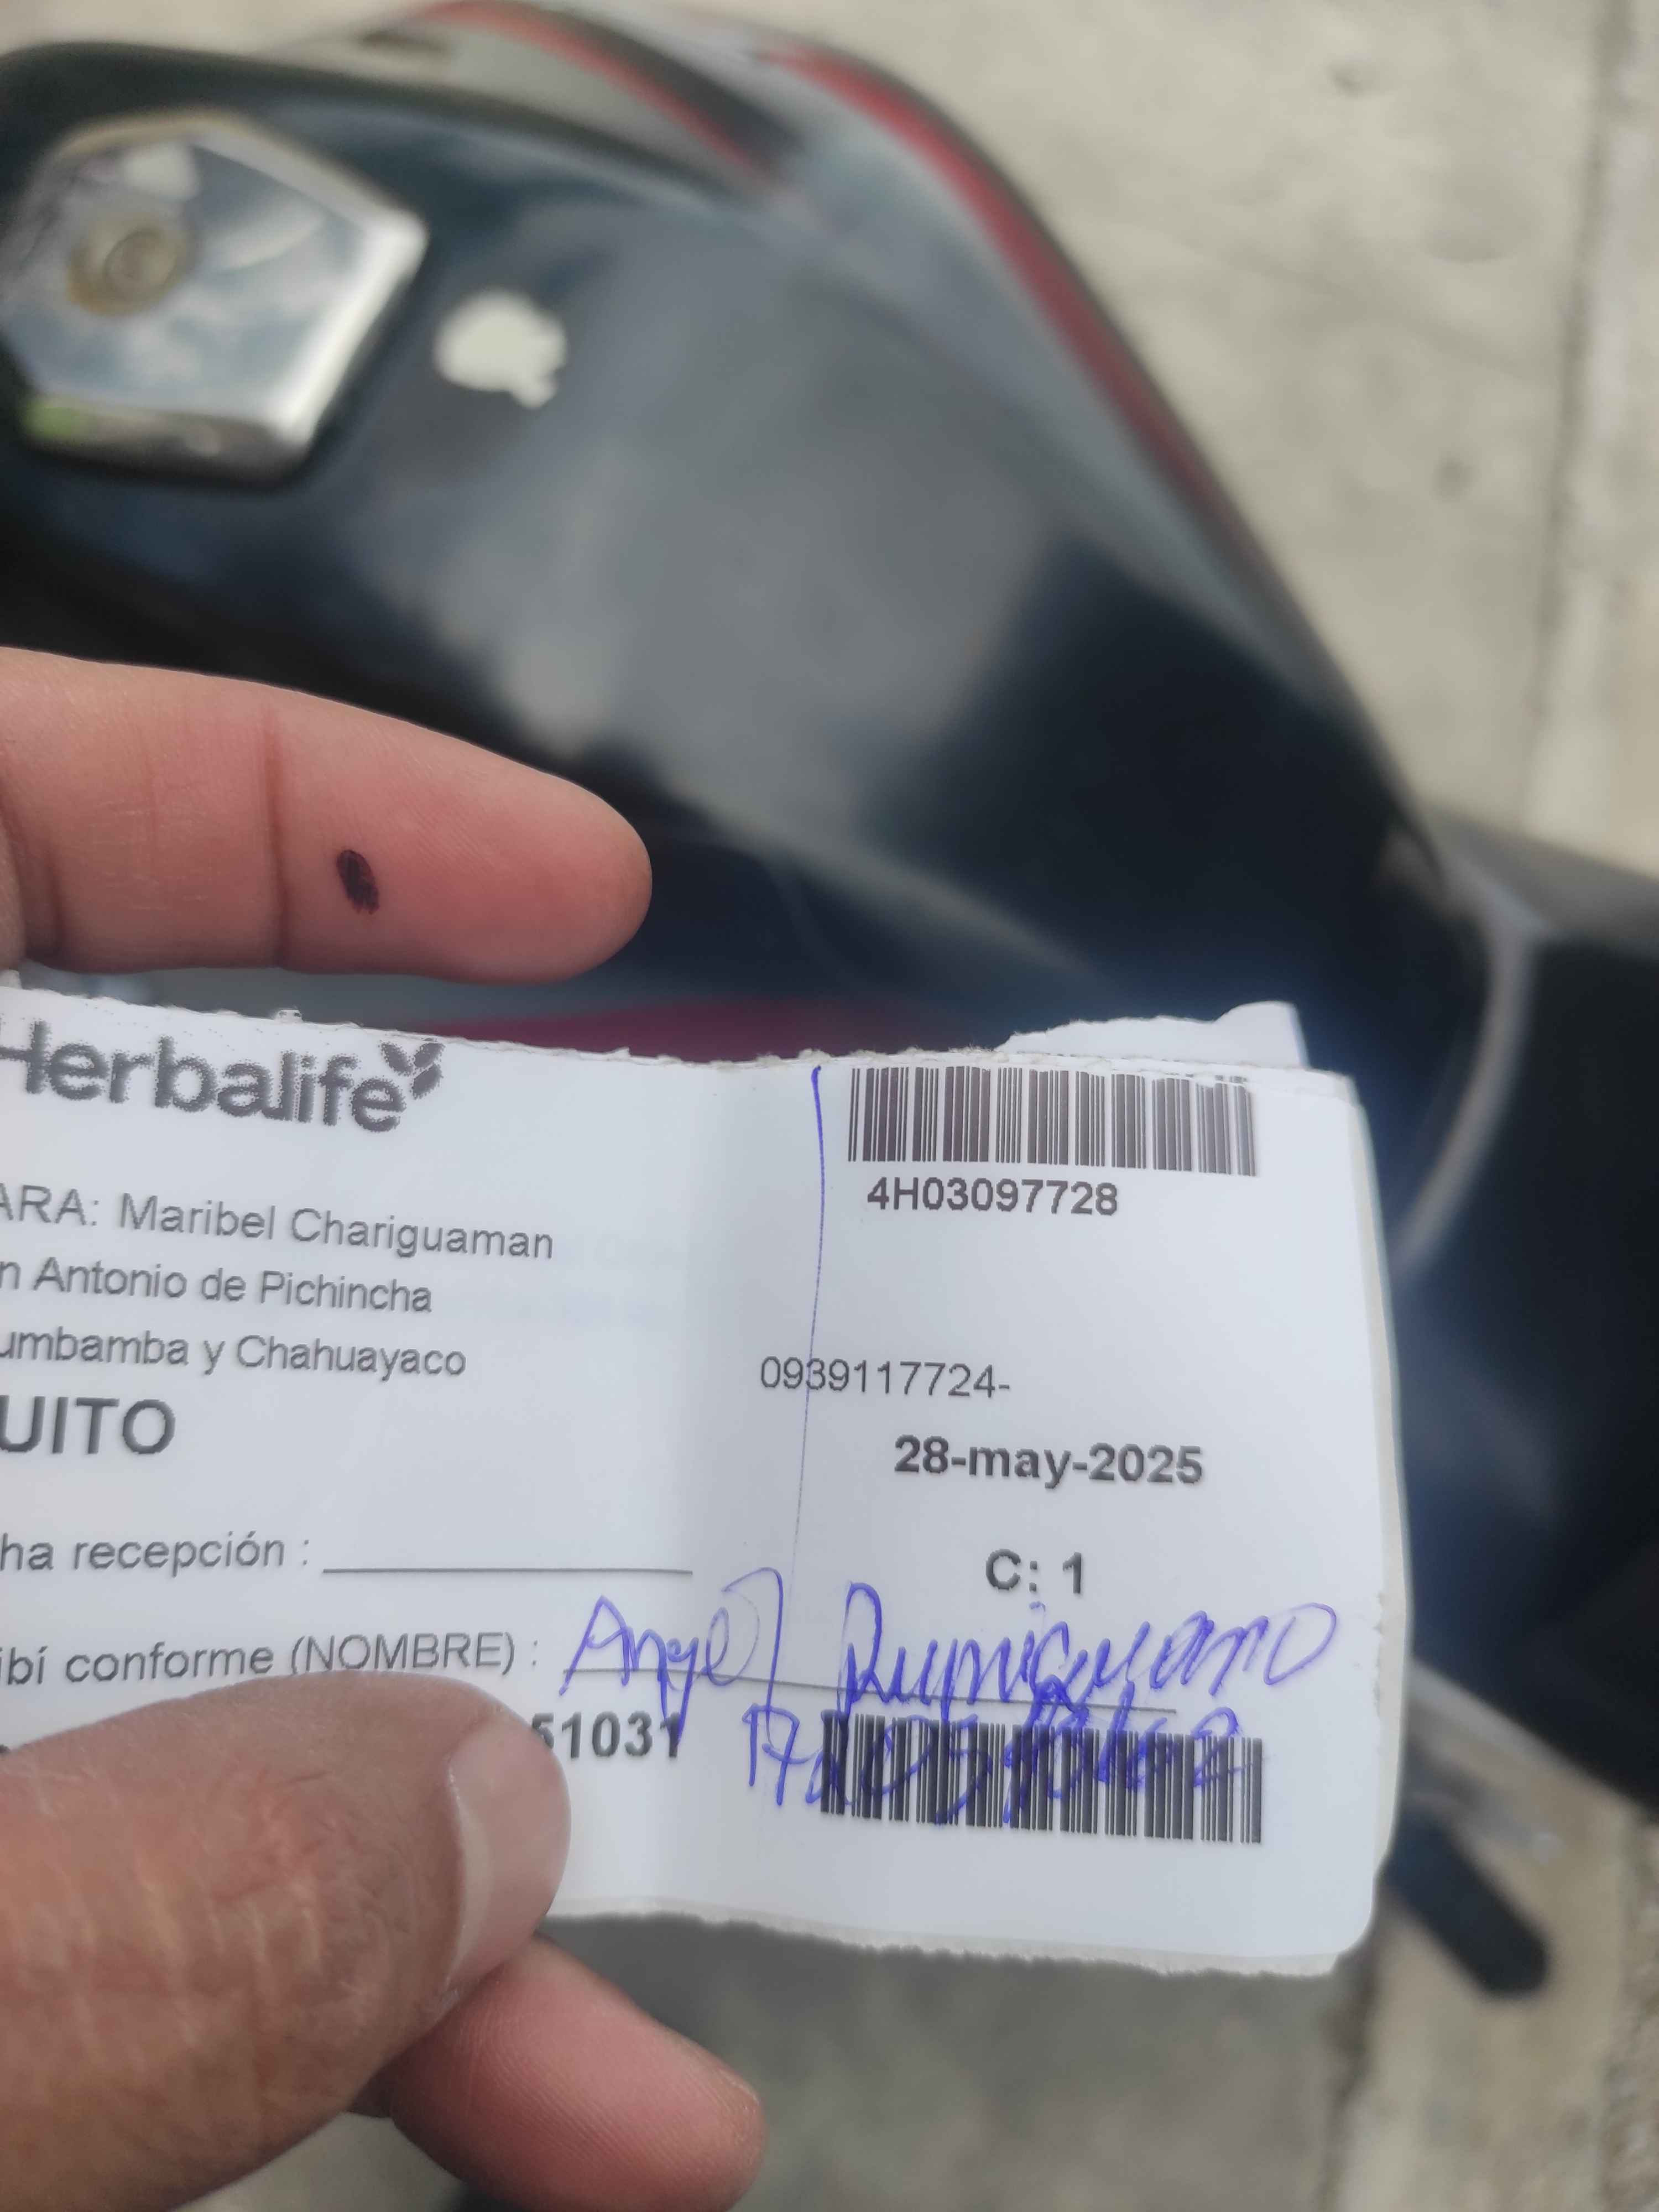 Herbalife
4H03097728
ARA: Maribel Chariguaman
n Antonio de Pichincha
umbamba y Chahuayaco
0939117724-
UITO
28-may-2025
ha recepción :
C: 1
ibí conforme (NOMBRE) : Angel
51031